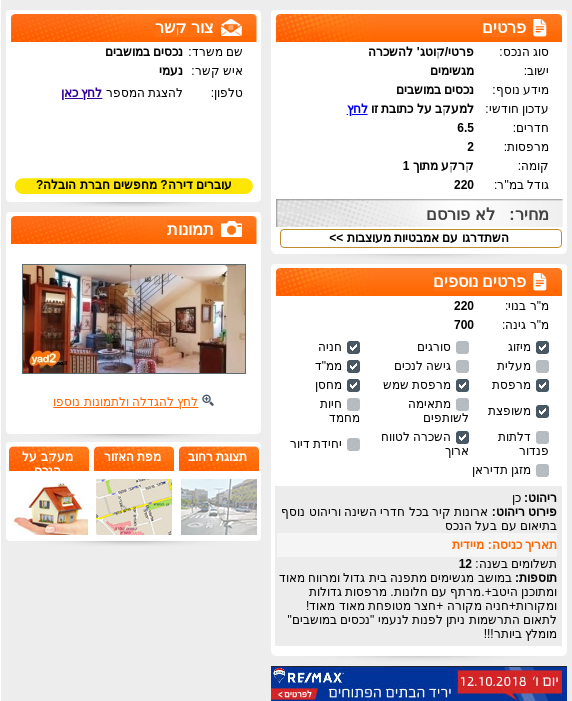 פרטים
סוג הנכס: פרטי/קוטג' להשכרה
ישוב: מגשימים
מידע נוסף: נכסים במושבים
עדכון חודשי: למעקב על כתובת זו לחץ
חדרים: 6.5
מרפסות: 2
קומה: קרקע מתוך 1
גודל במ"ר: 220
מחיר: לא פורסם
השתדרגו עם אמבטיות מעוצבות >>
פרטים נוספים
מ"ר בנוי: 220
מ"ר גינה: 700
מיזוג סורגים חניה
מעלית גישה לנכים ממ"ד
מרפסת מרפסת שמש מחסן
משופצת מתאימה לשותפים חיות מחמד
דלתות פנדור השכרה לטווח ארוך יחידת דיור
מזגן תדיראן
ריהוט: כן
פירוט ריהוט: ארונות קיר בכל חדרי השינה וריהוט נוסף
בתיאום עם בעל הנכס
תאריך כניסה: מיידית
תשלומים בשנה: 12
תוספות: במושב מגשימים מתפנה בית גדול ומרווח מאוד
ומתוכנן היטב+.מרתף עם חלונות. מרפסות גדולות
ומקורות+חניה מקורה +חצר מטופחת מאוד מאוד!
לתאום התרשמות ניתן לפנות לנעמי "נכסים במושבים"
מומלץ ביותר!!!
RE/MAX
יום ו' 12.10.2018
יריד הבתים הפתוחים
לפרטים >
צור קשר
שם משרד: נכסים במושבים
איש קשר: נעמי
טלפון: להצגת המספר לחץ כאן
עוברים דירה? מחפשים חברת הובלה?
תמונות
yad2
לחץ להגדלה ולתמונות נוספו
תצוגת רחוב
מפת האזור
מעקב על
הנכס